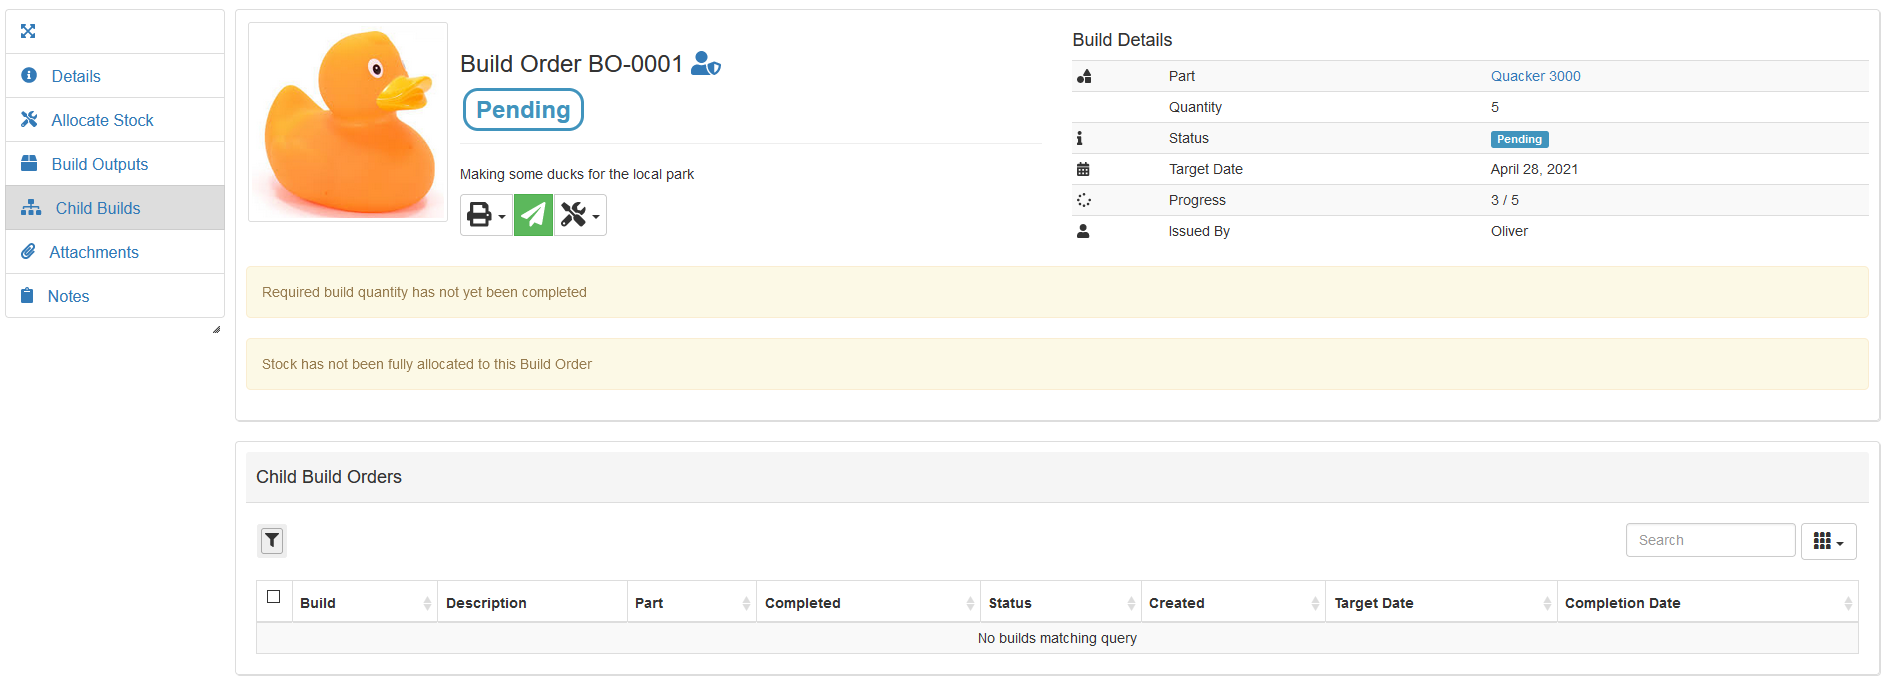 Details
Allocate Stock
Build Outputs
Child Builds
Attachments
Notes
Build Order BO-0001
Pending
Making some ducks for the local park
Build Details
Part Quacker 3000
Quantity 5
Status Pending
Target Date April 28, 2021
Progress 3 / 5
Issued By Oliver
Required build quantity has not yet been completed
Stock has not been fully allocated to this Build Order
Child Build Orders
Search
Build Description Part Completed Status Created Target Date Completion Date
No builds matching query